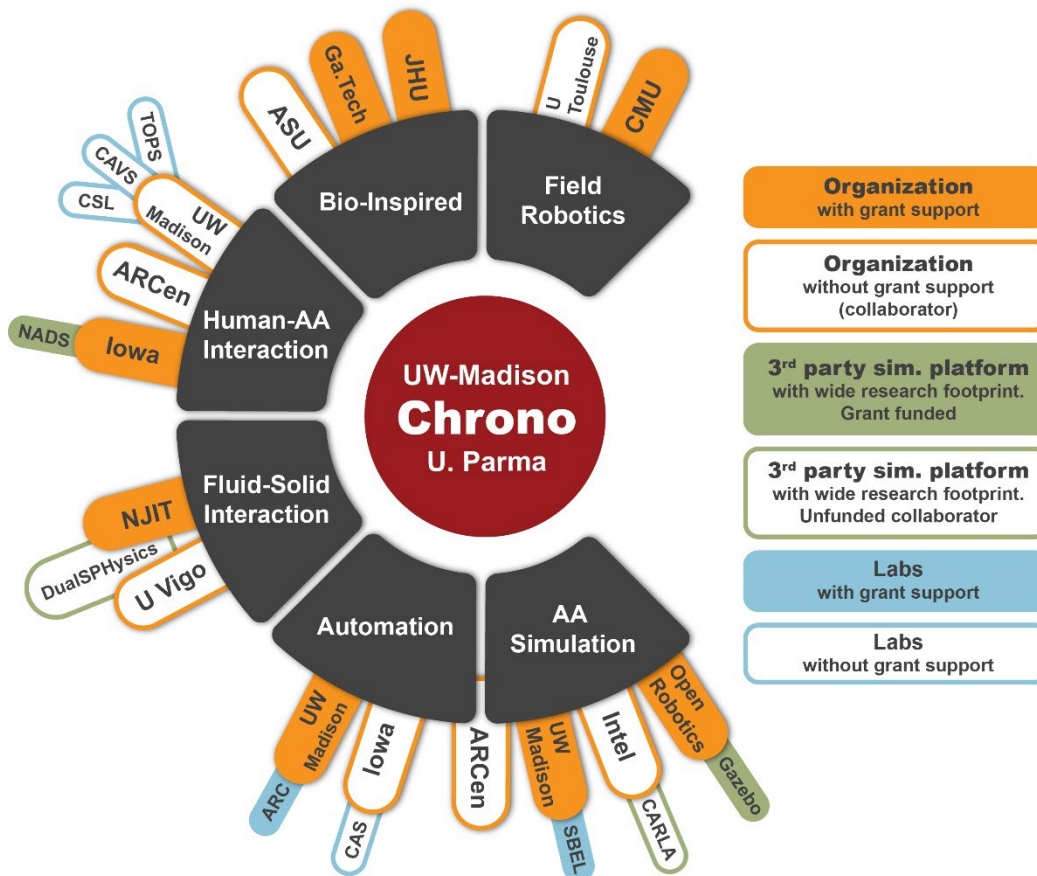 JHU
Ga.Tech
ASU
U
Toulouse
CMU
TOPS
CAVS
CSL
UW
Madison
ARCen
NADS
Iowa
Bio-Inspired
Field
Robotics
Human-AA
Interaction
UW-Madison
Chrono
U. Parma
Fluid-Solid
Interaction
NJIT
DualSPHysics
U Vigo
Automation
AA
Simulation
UW
Madison
ARC
Iowa
CAS
ARCen
UW
Madison
SBEL
Intel
CARLA
Open
Robotics
Gazebo
Organization
with grant support
Organization
without grant support
(collaborator)
3rd party sim. platform
with wide research footprint.
Grant funded
3rd party sim. platform
with wide research footprint.
Unfunded collaborator
Labs
with grant support
Labs
without grant support